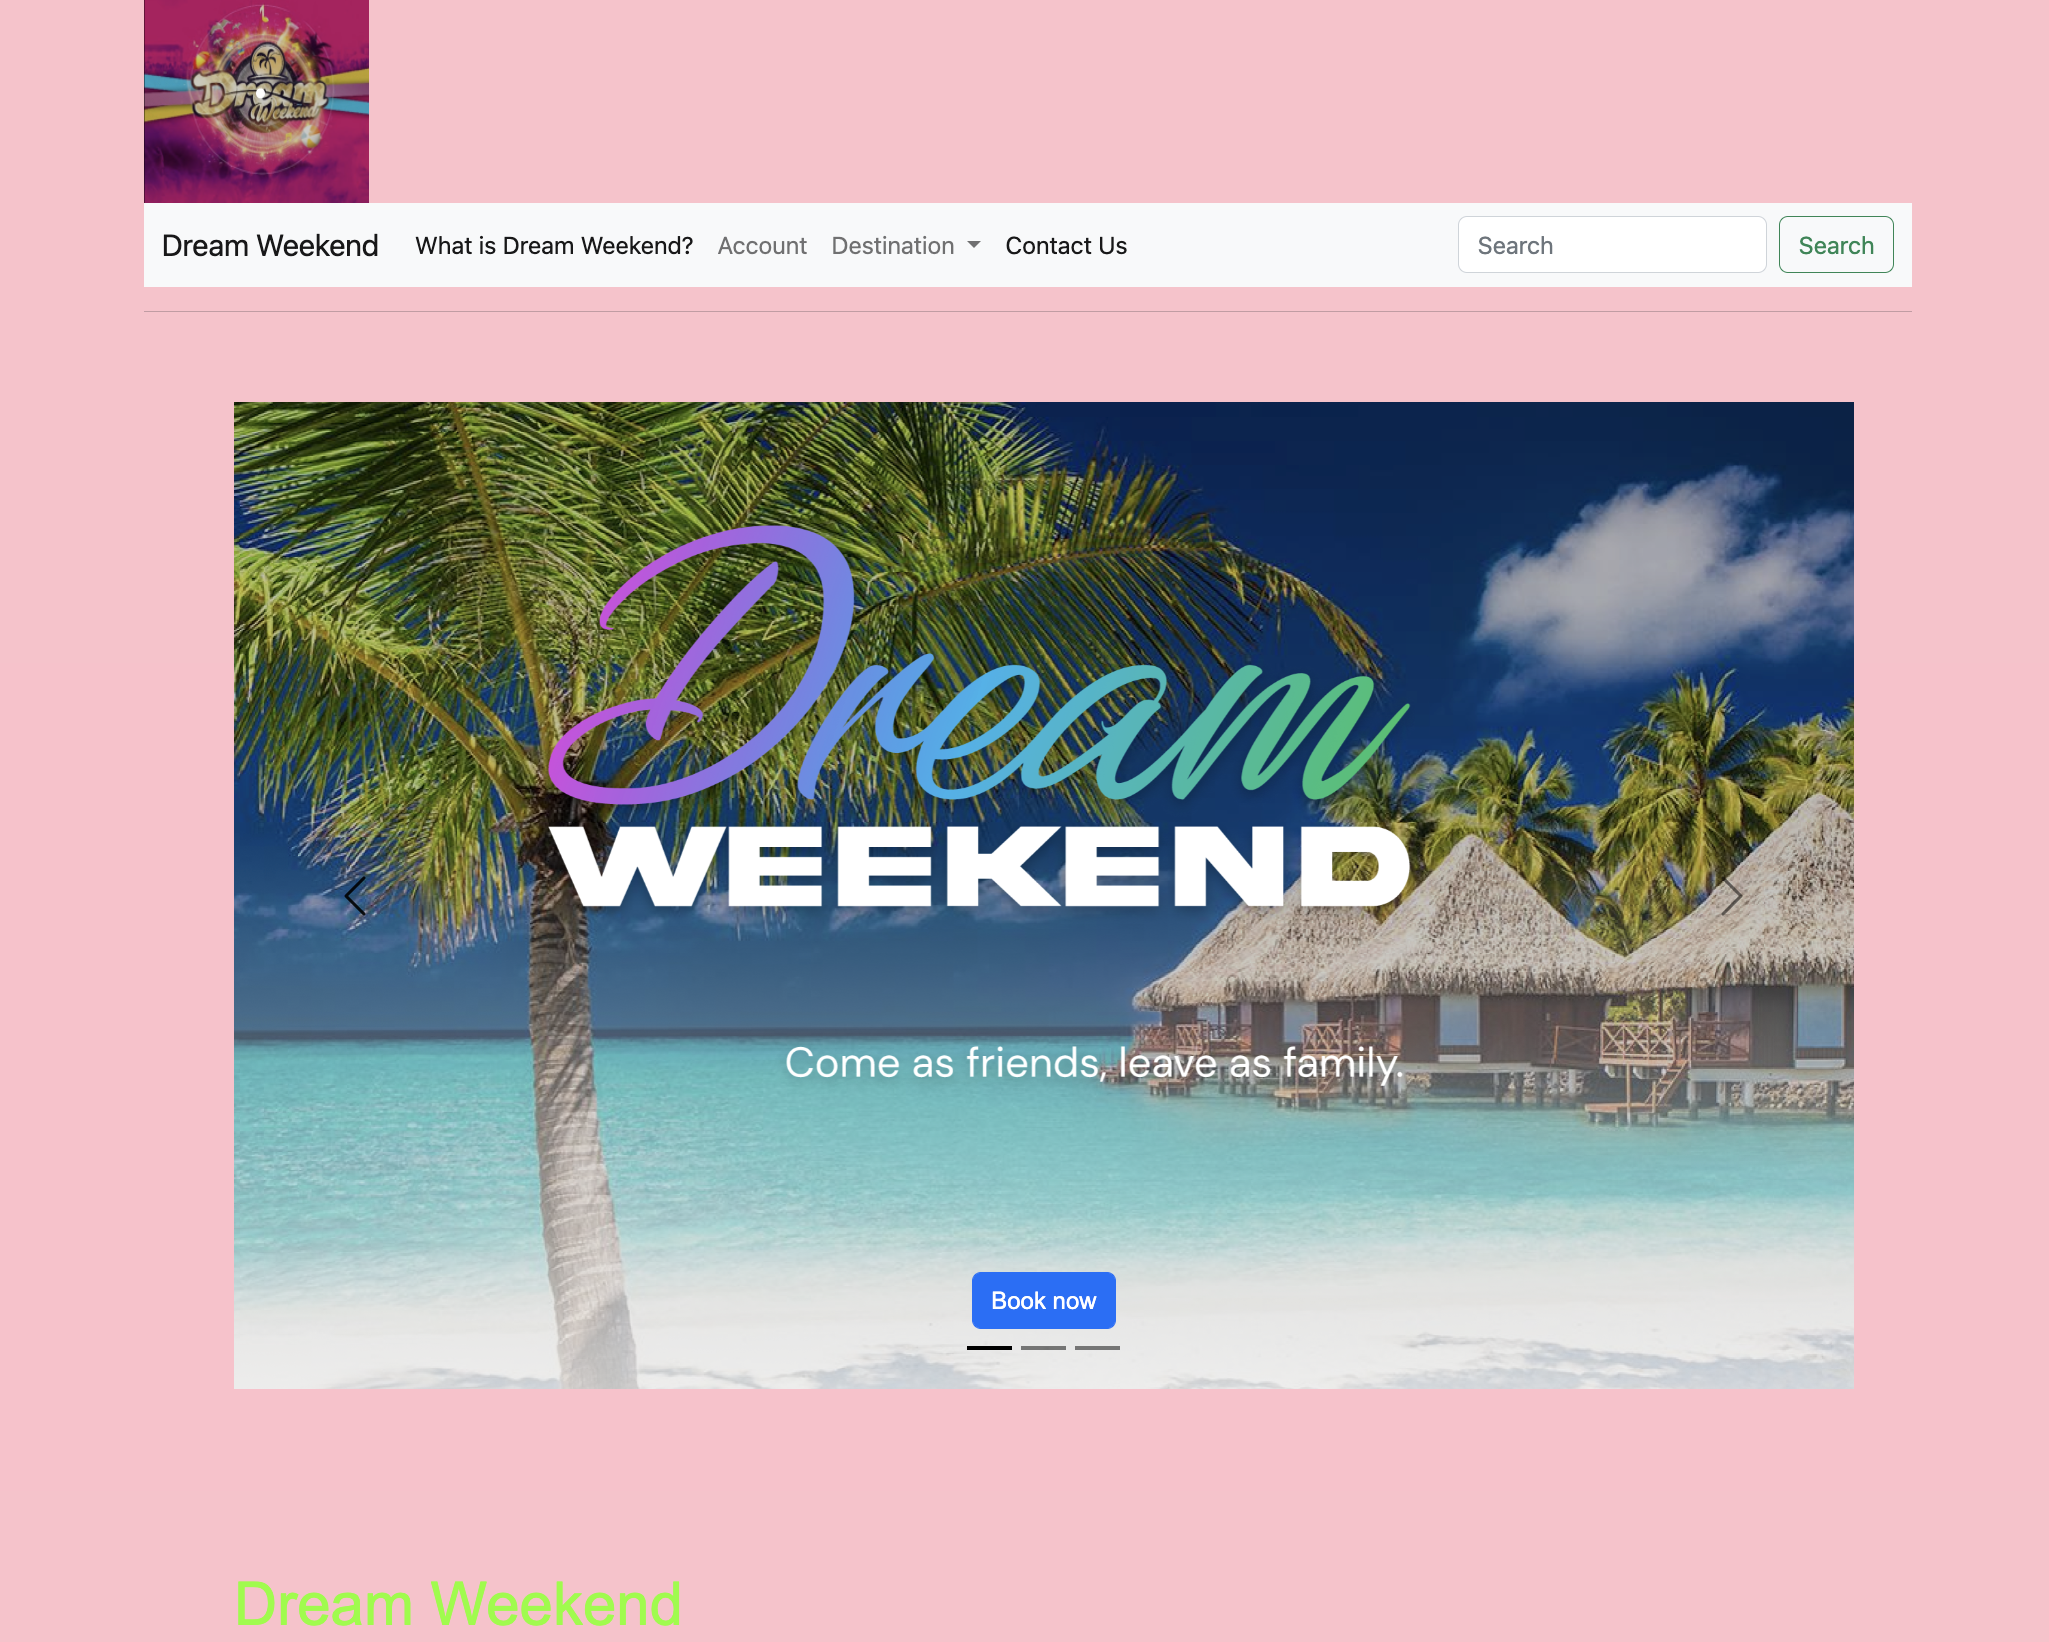 Dream
Weekend
Dream Weekend What is Dream Weekend? Account Destination Contact Us Search Search
Dream
WEEKEND
Come as friends, leave as family.
Book now
Dream Weekend